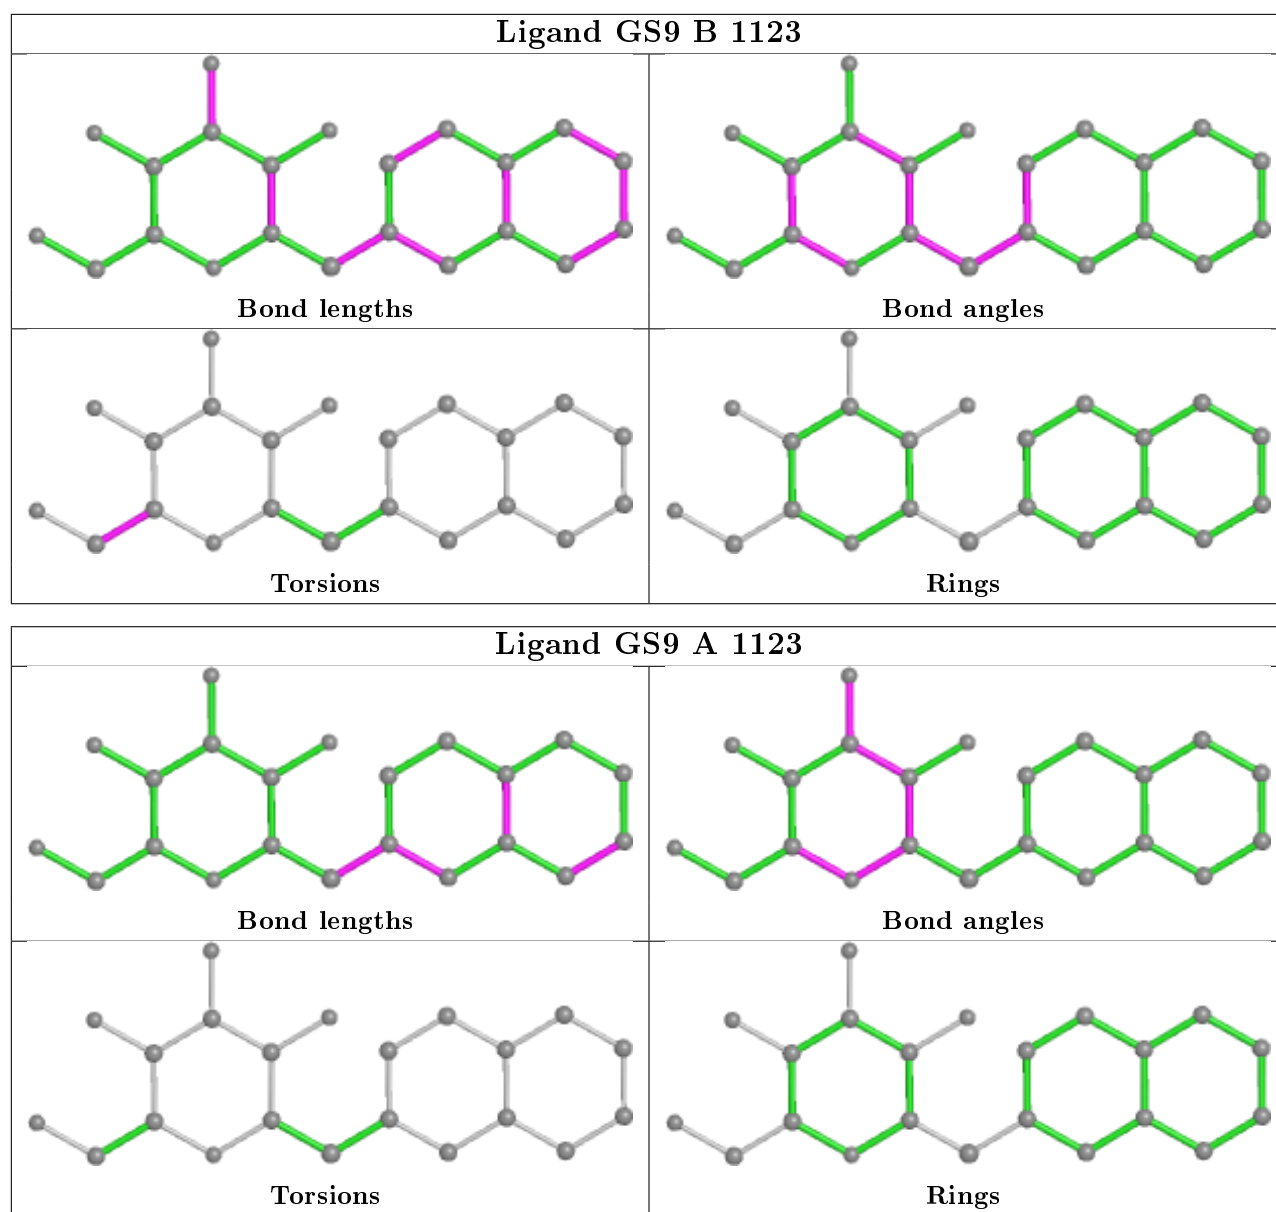 Ligand GS9 B 1123
Bond lengths
Bond angles
Torsions
Rings
Ligand GS9 A 1123
Bond lengths
Bond angles
Torsions
Rings